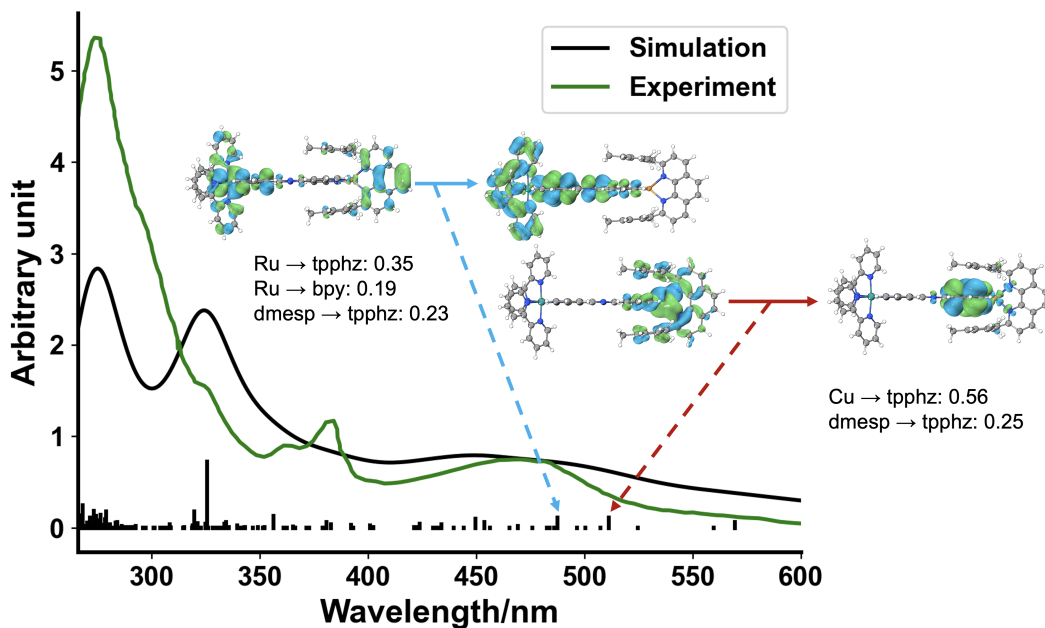 Simulation
Experiment
Arbitrary unit
5
4
3
2
1
0
Ru → tpphz: 0.35
Ru → bpy: 0.19
dmesp → tpphz: 0.23
Cu → tpphz: 0.56
dmesp → tpphz: 0.25
300 350 400 450 500 550 600
Wavelength/nm